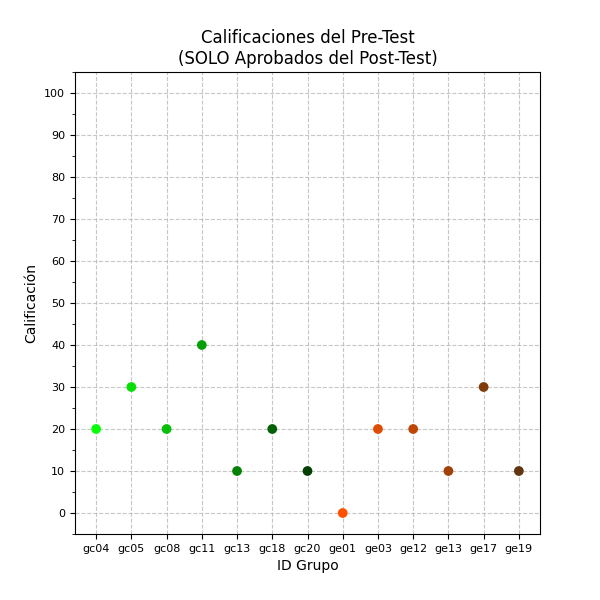 Calificaciones del Pre-Test
(SOLO Aprobados del Post-Test)
Calificación
100
90
80
70
60
50
40
30
20
10
0
gc04 gc05 gc08 gc11 gc13 gc18 gc20 ge01 ge03 ge12 ge13 ge17 ge19
ID Grupo